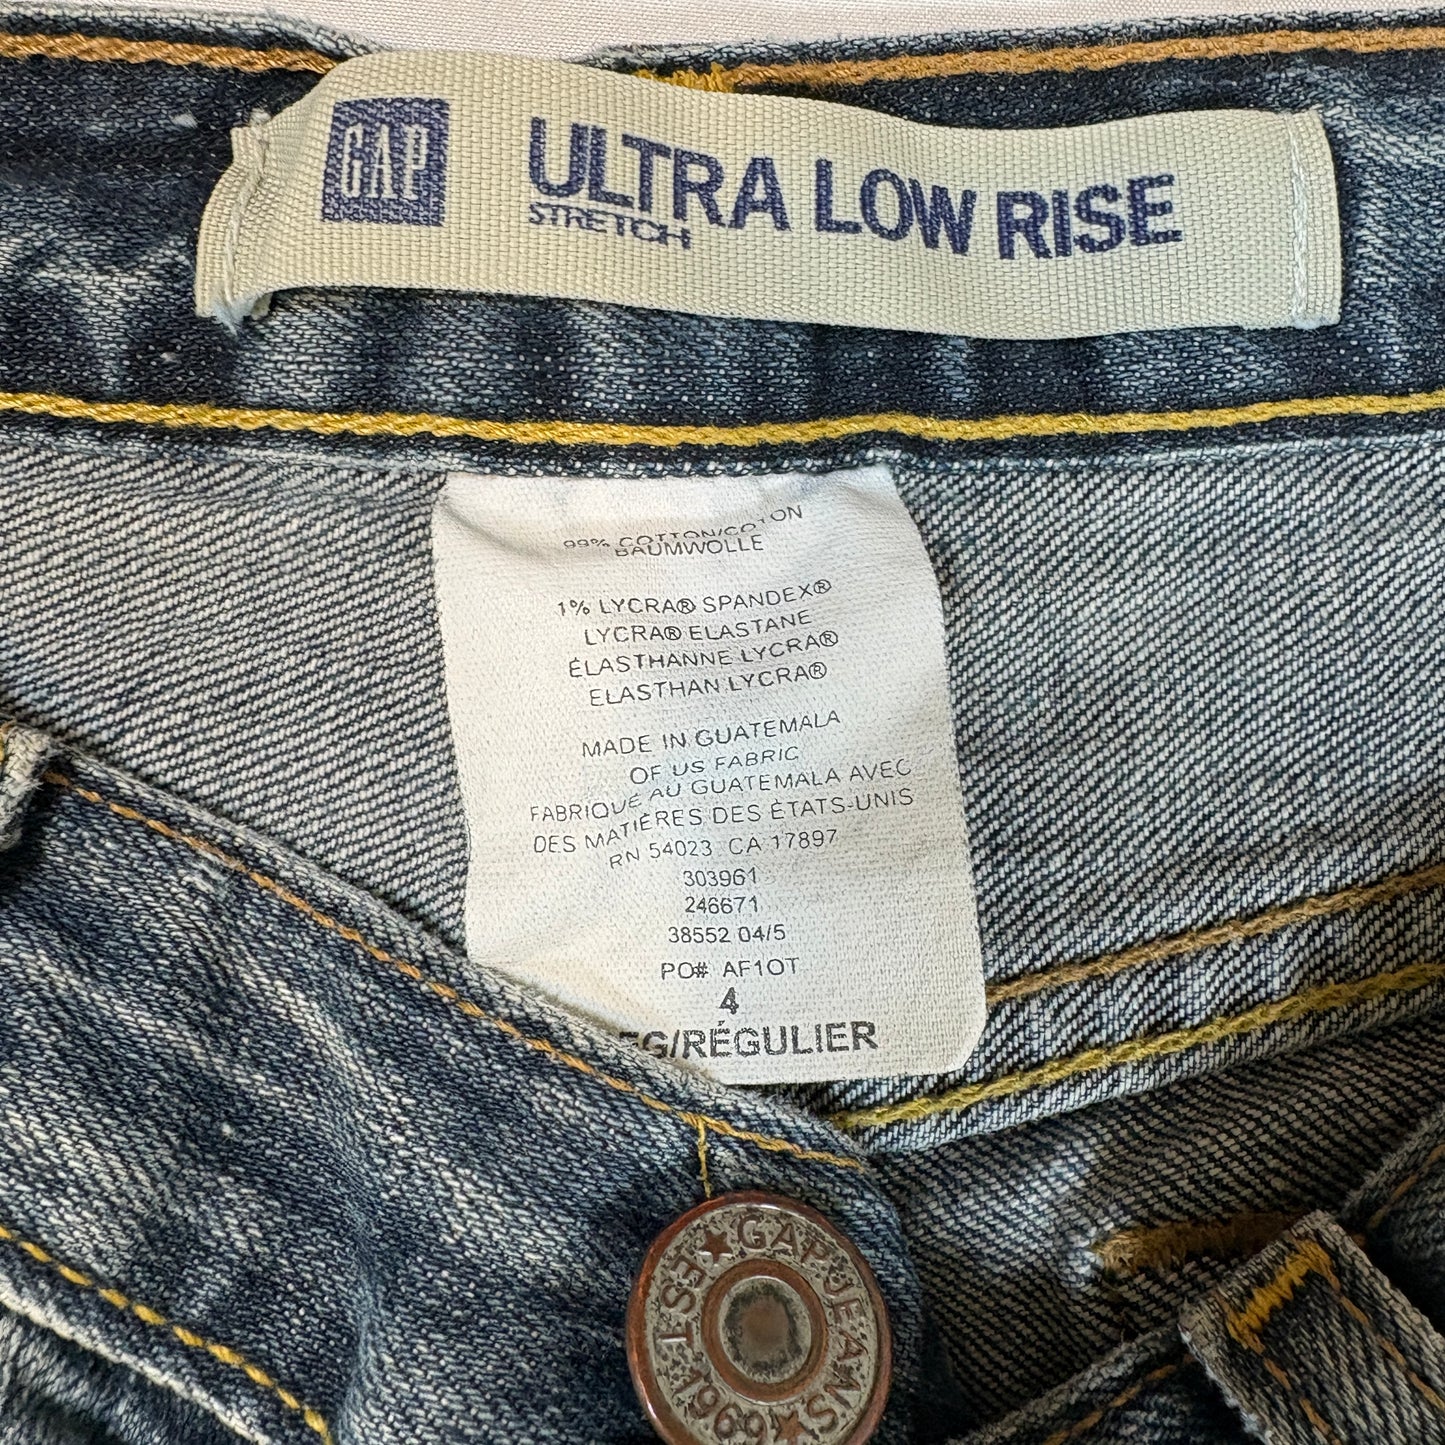 GAP
ULTRA LOW RISE
STRETCH
99% COTTON/COTON
BAUMWOLLE
1% LYCRA® SPANDEX®
LYCRA® ELASTANE
ÉLASTHANNE LYCRA®
ELASTHAN LYCRA®
MADE IN GUATEMALA
OF US FABRIC
FABRIQUÉ AU GUATEMALA AVEC
DES MATIÈRES DES ÉTATS-UNIS
RN 54023 CA 17897
303961
246671
38552 04/5
PO# AF1OT
4
EG/RÉGULIER
★ GAP JEANS ★ EST 1969